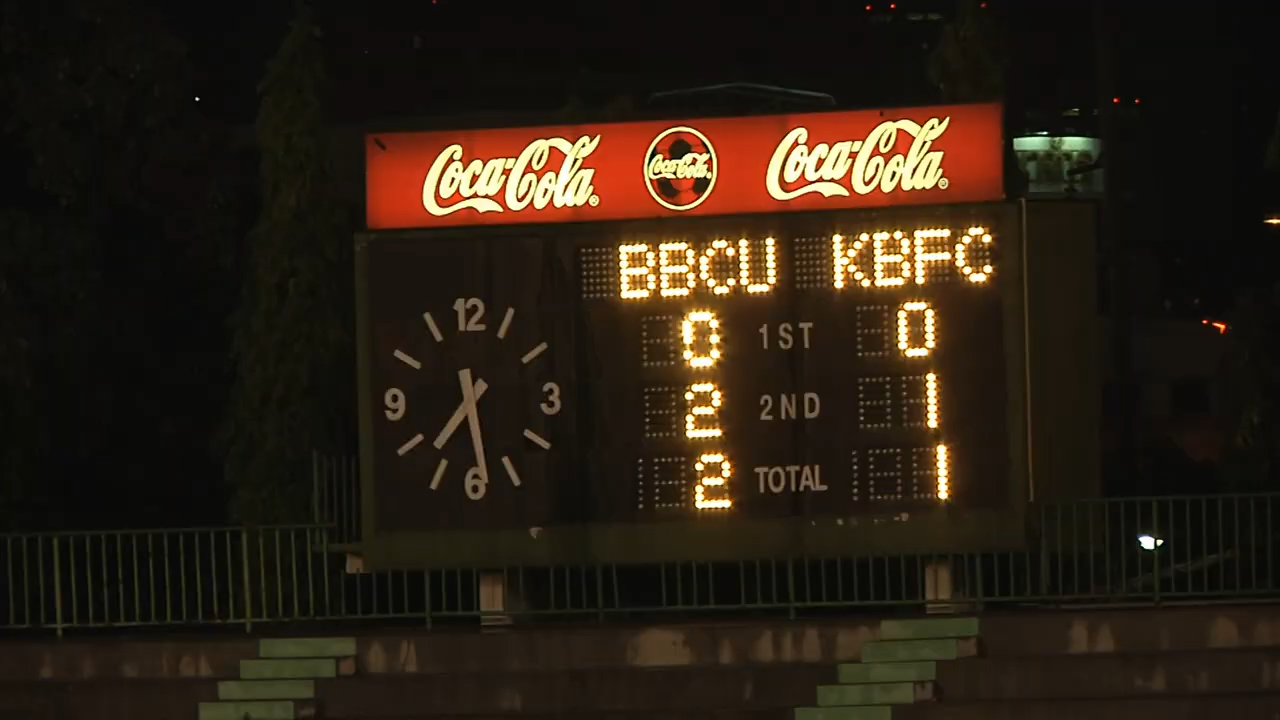 Coca-Cola Coca-Cola Coca-Cola
BBCU KBFC
12
9 3
6
0 1ST 0
2 2ND 1
2 TOTAL 1